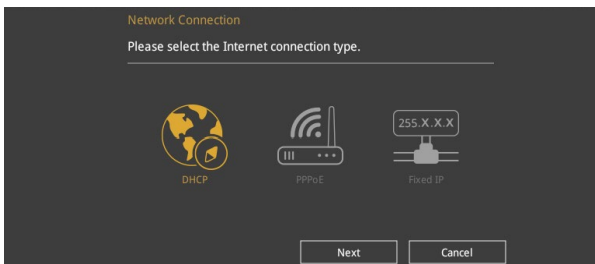 Network Connection
Please select the Internet connection type.
255.X.X.X
DHCP
PPPoE
Fixed IP
Next
Cancel